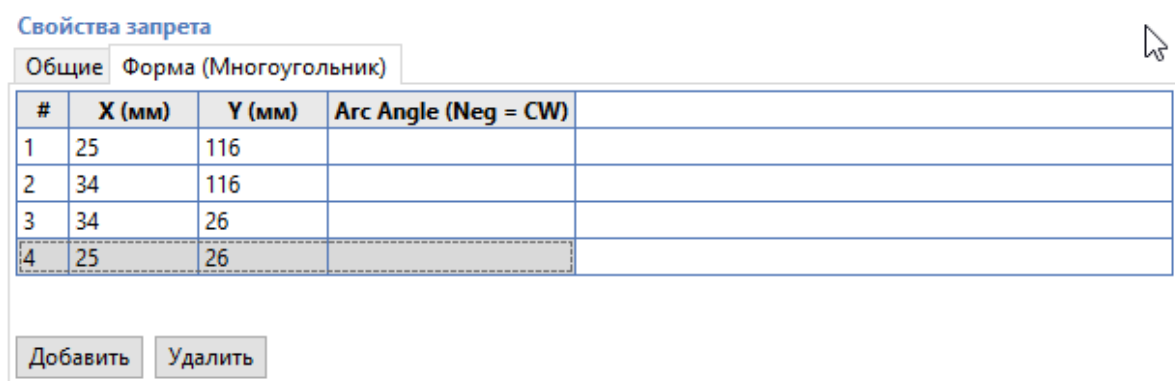 Свойства запрета
Общие Форма (Многоугольник)
# X (мм) Y (мм) Arc Angle (Neg = CW)
1 25 116
2 34 116
3 34 26
4 25 26
Добавить Удалить